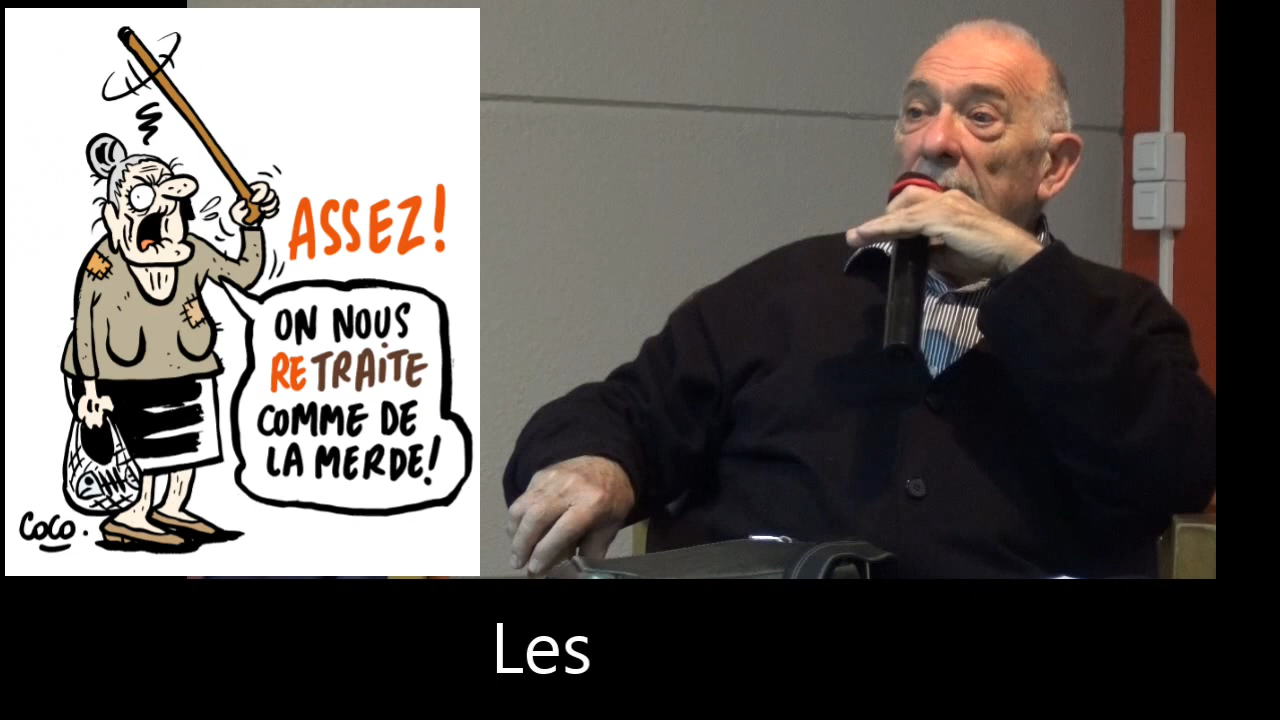 ASSEZ!
ON NOUS
RETRAITE
COMME DE
LA MERDE!
COCO.
Les